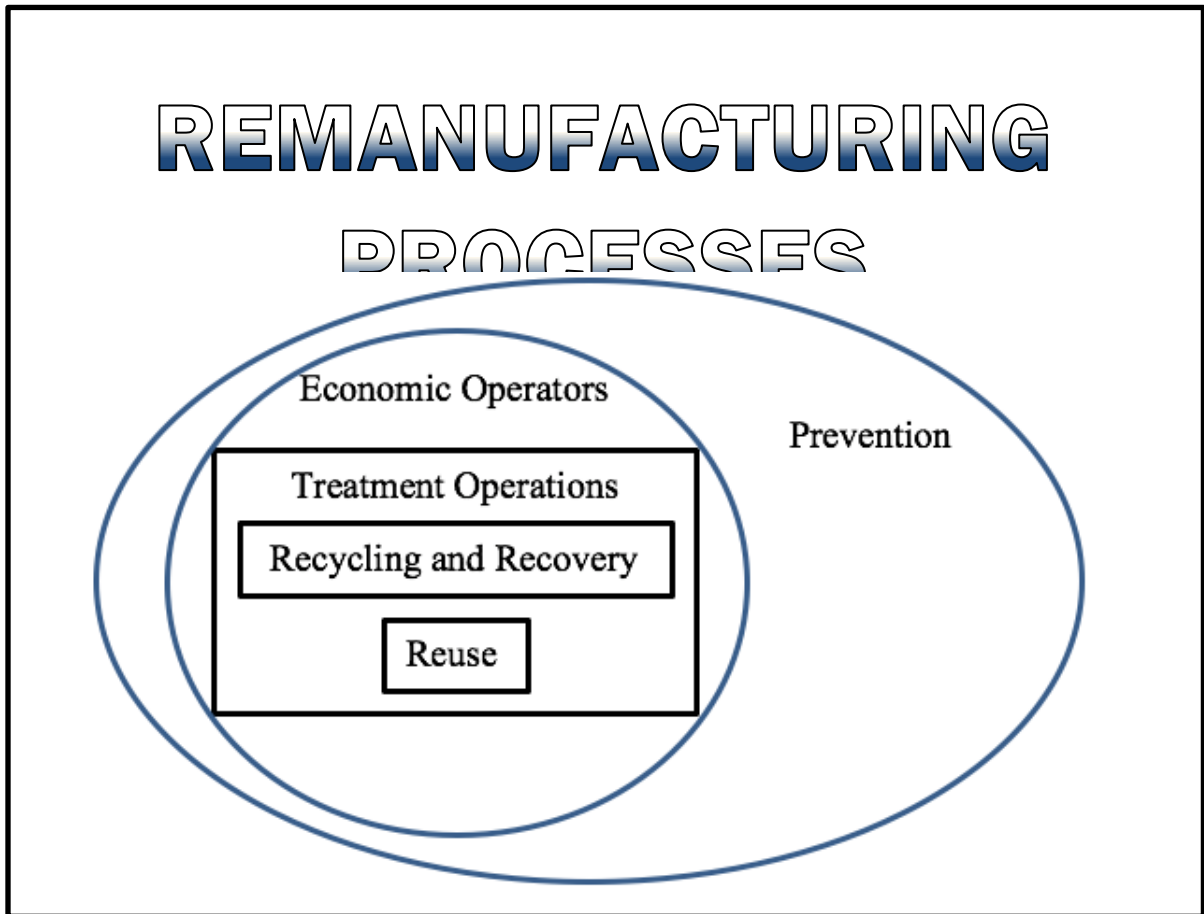 REMANUFACTURING
PROCESSES
Economic Operators
Prevention
Treatment Operations
Recycling and Recovery
Reuse